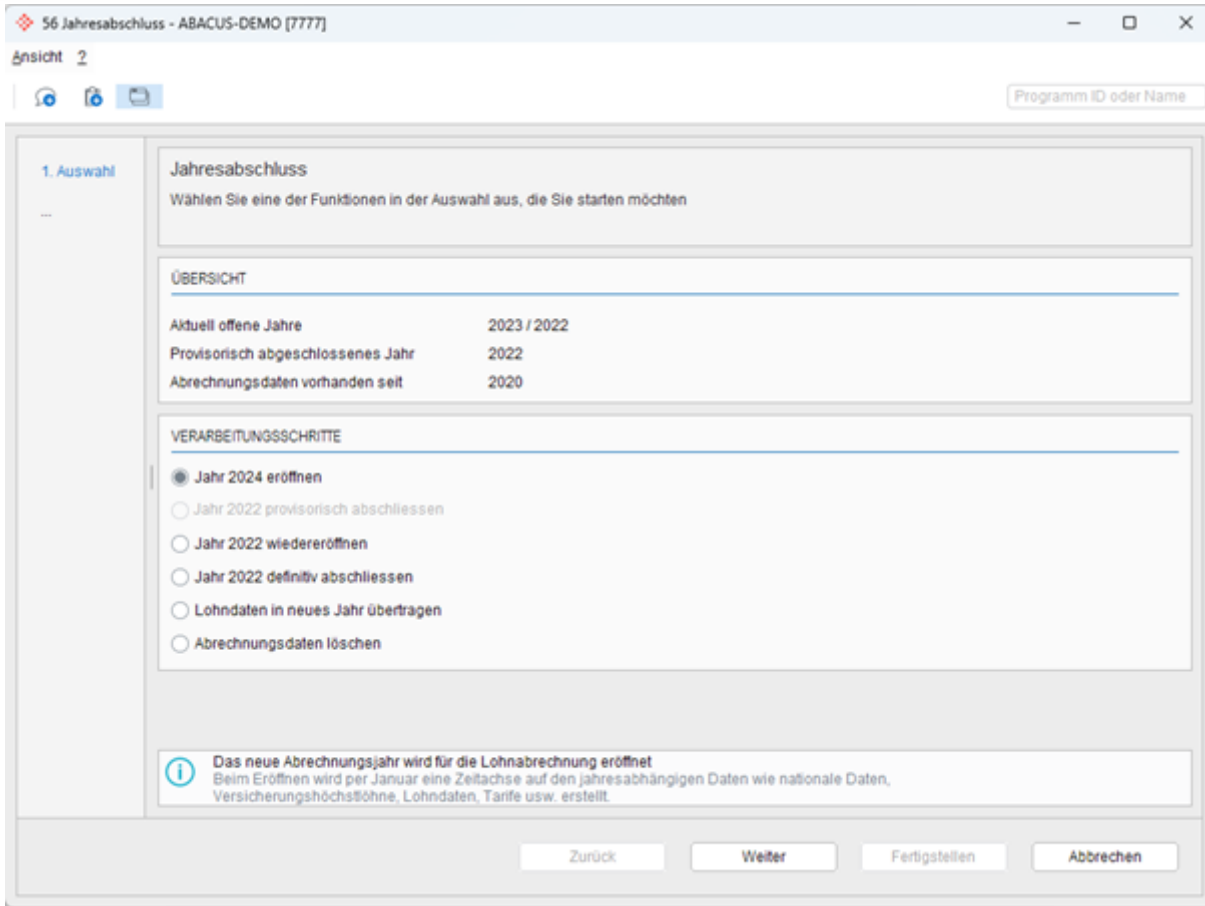 56 Jahresabschluss - ABACUS-DEMO [7777]
Ansicht ?
Programm ID oder Name
1. Auswahl
...
Jahresabschluss
Wählen Sie eine der Funktionen in der Auswahl aus, die Sie starten möchten
ÜBERSICHT
Aktuell offene Jahre 2023 / 2022
Provisorisch abgeschlossenes Jahr 2022
Abrechnungsdaten vorhanden seit 2020
VERARBEITUNGSSCHRITTE
Jahr 2024 eröffnen
Jahr 2022 provisorisch abschliessen
Jahr 2022 wiedereröffnen
Jahr 2022 definitiv abschliessen
Lohndaten in neues Jahr übertragen
Abrechnungsdaten löschen
Das neue Abrechnungsjahr wird für die Lohnabrechnung eröffnet
Beim Eröffnen wird per Januar eine Zeitachse auf den jahresabhängigen Daten wie nationale Daten,
Versicherungshöchstlöhne, Lohndaten, Tarife usw. erstellt.
Zurück Weiter Fertigstellen Abbrechen